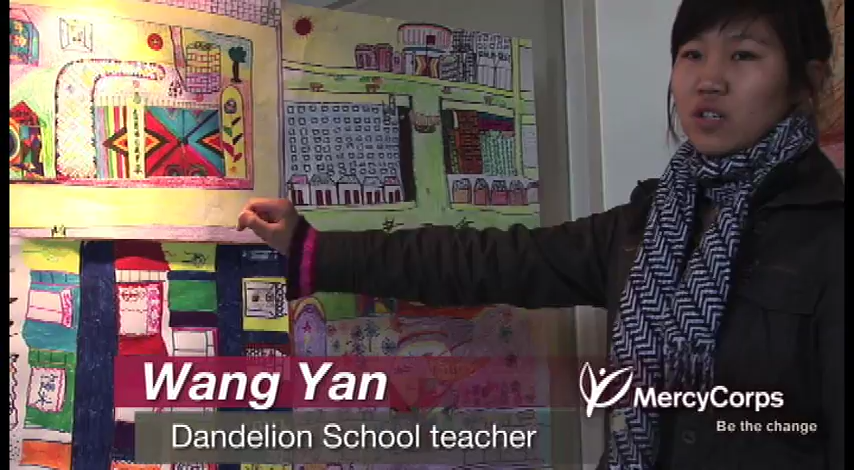 Wang Yan
Dandelion School teacher
MercyCorps
Be the change